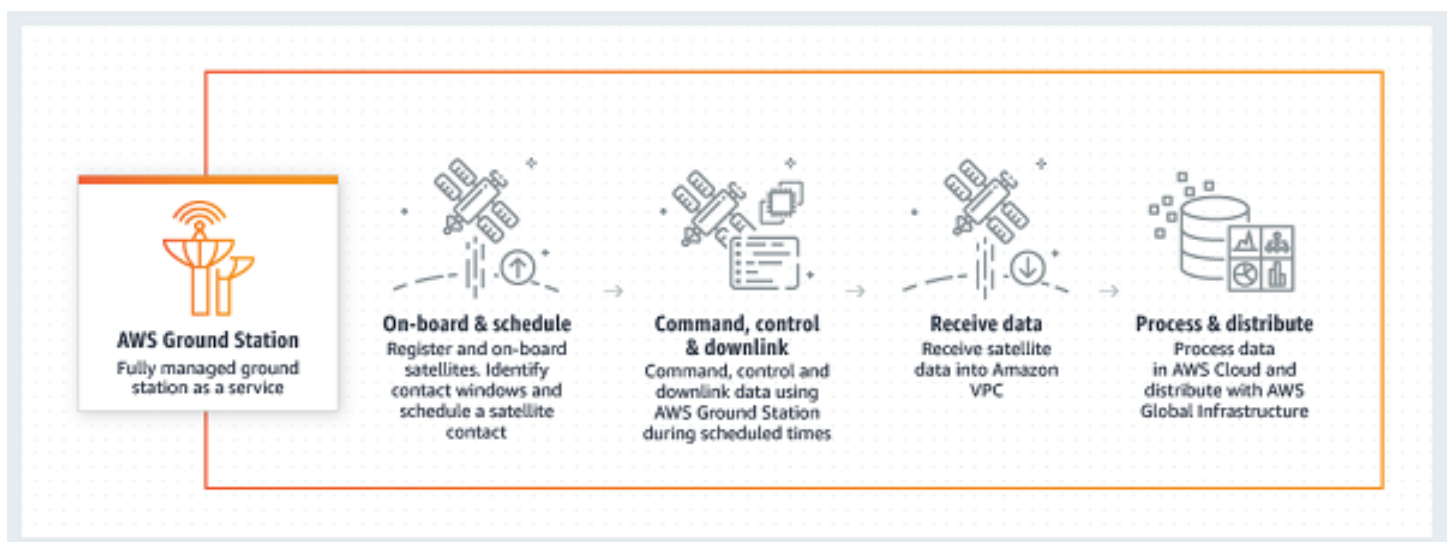 AWS Ground Station
Fully managed ground
station as a service
On-board & schedule
Register and on-board
satellites. Identify
contact windows and
schedule a satellite
contact
Command, control
& downlink
Command, control and
downlink data using
AWS Ground Station
during scheduled times
Receive data
Receive satellite
data into Amazon
VPC
Process & distribute
Process data
in AWS Cloud and
distribute with AWS
Global Infrastructure